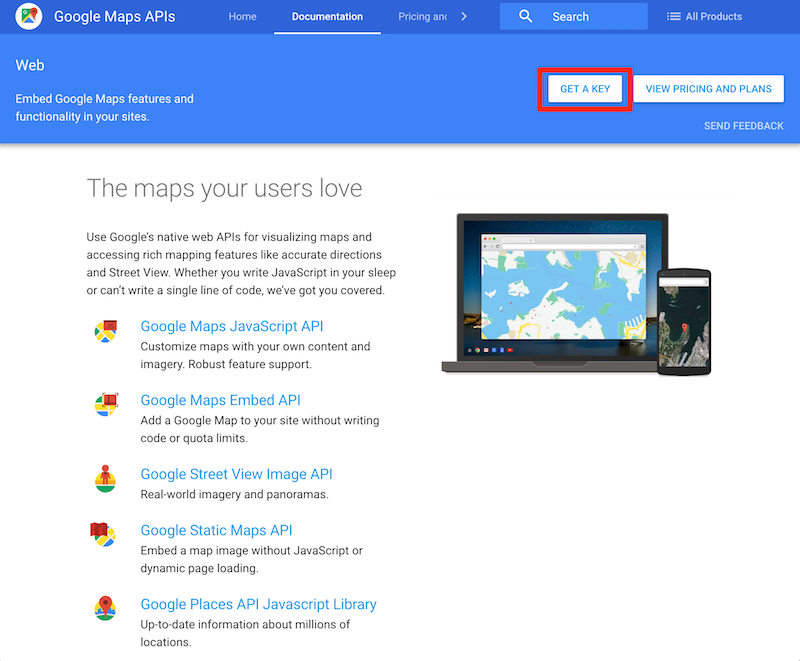 Google Maps APIs
Home
Documentation
Pricing and
Search
All Products
Web
Embed Google Maps features and
functionality in your sites.
GET A KEY
VIEW PRICING AND PLANS
SEND FEEDBACK
The maps your users love
Use Google's native web APIs for visualizing maps and
accessing rich mapping features like accurate directions
and Street View. Whether you write JavaScript in your sleep
or can't write a single line of code, we've got you covered.
Google Maps JavaScript API
Customize maps with your own content and
imagery. Robust feature support.
Google Maps Embed API
Add a Google Map to your site without writing
code or quota limits.
Google Street View Image API
Real-world imagery and panoramas.
Google Static Maps API
Embed a map image without JavaScript or
dynamic page loading.
Google Places API Javascript Library
Up-to-date information about millions of
locations.